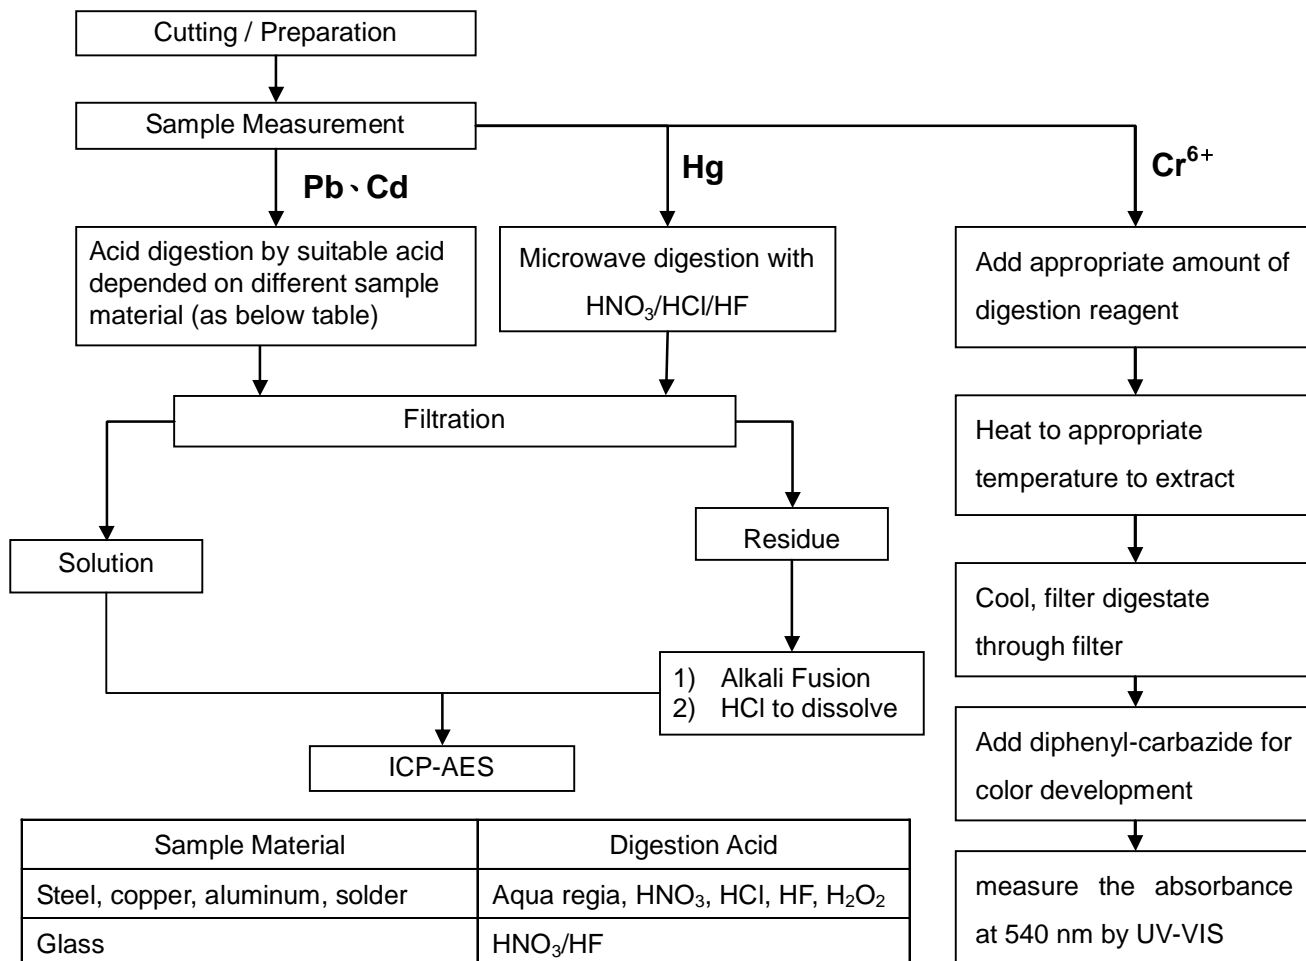 Cutting / Preparation
Sample Measurement
Pb、Cd
Hg
Cr⁶⁺
Acid digestion by suitable acid
depended on different sample
material (as below table)
Microwave digestion with
HNO₃/HCl/HF
Add appropriate amount of
digestion reagent
Filtration
Heat to appropriate
temperature to extract
Solution
Residue
Cool, filter digestate
through filter
1) Alkali Fusion
2) HCl to dissolve
ICP-AES
Add diphenyl-carbazide for
color development
measure the absorbance
at 540 nm by UV-VIS
Sample Material Digestion Acid
Steel, copper, aluminum, solder Aqua regia, HNO₃, HCl, HF, H₂O₂
Glass HNO₃/HF